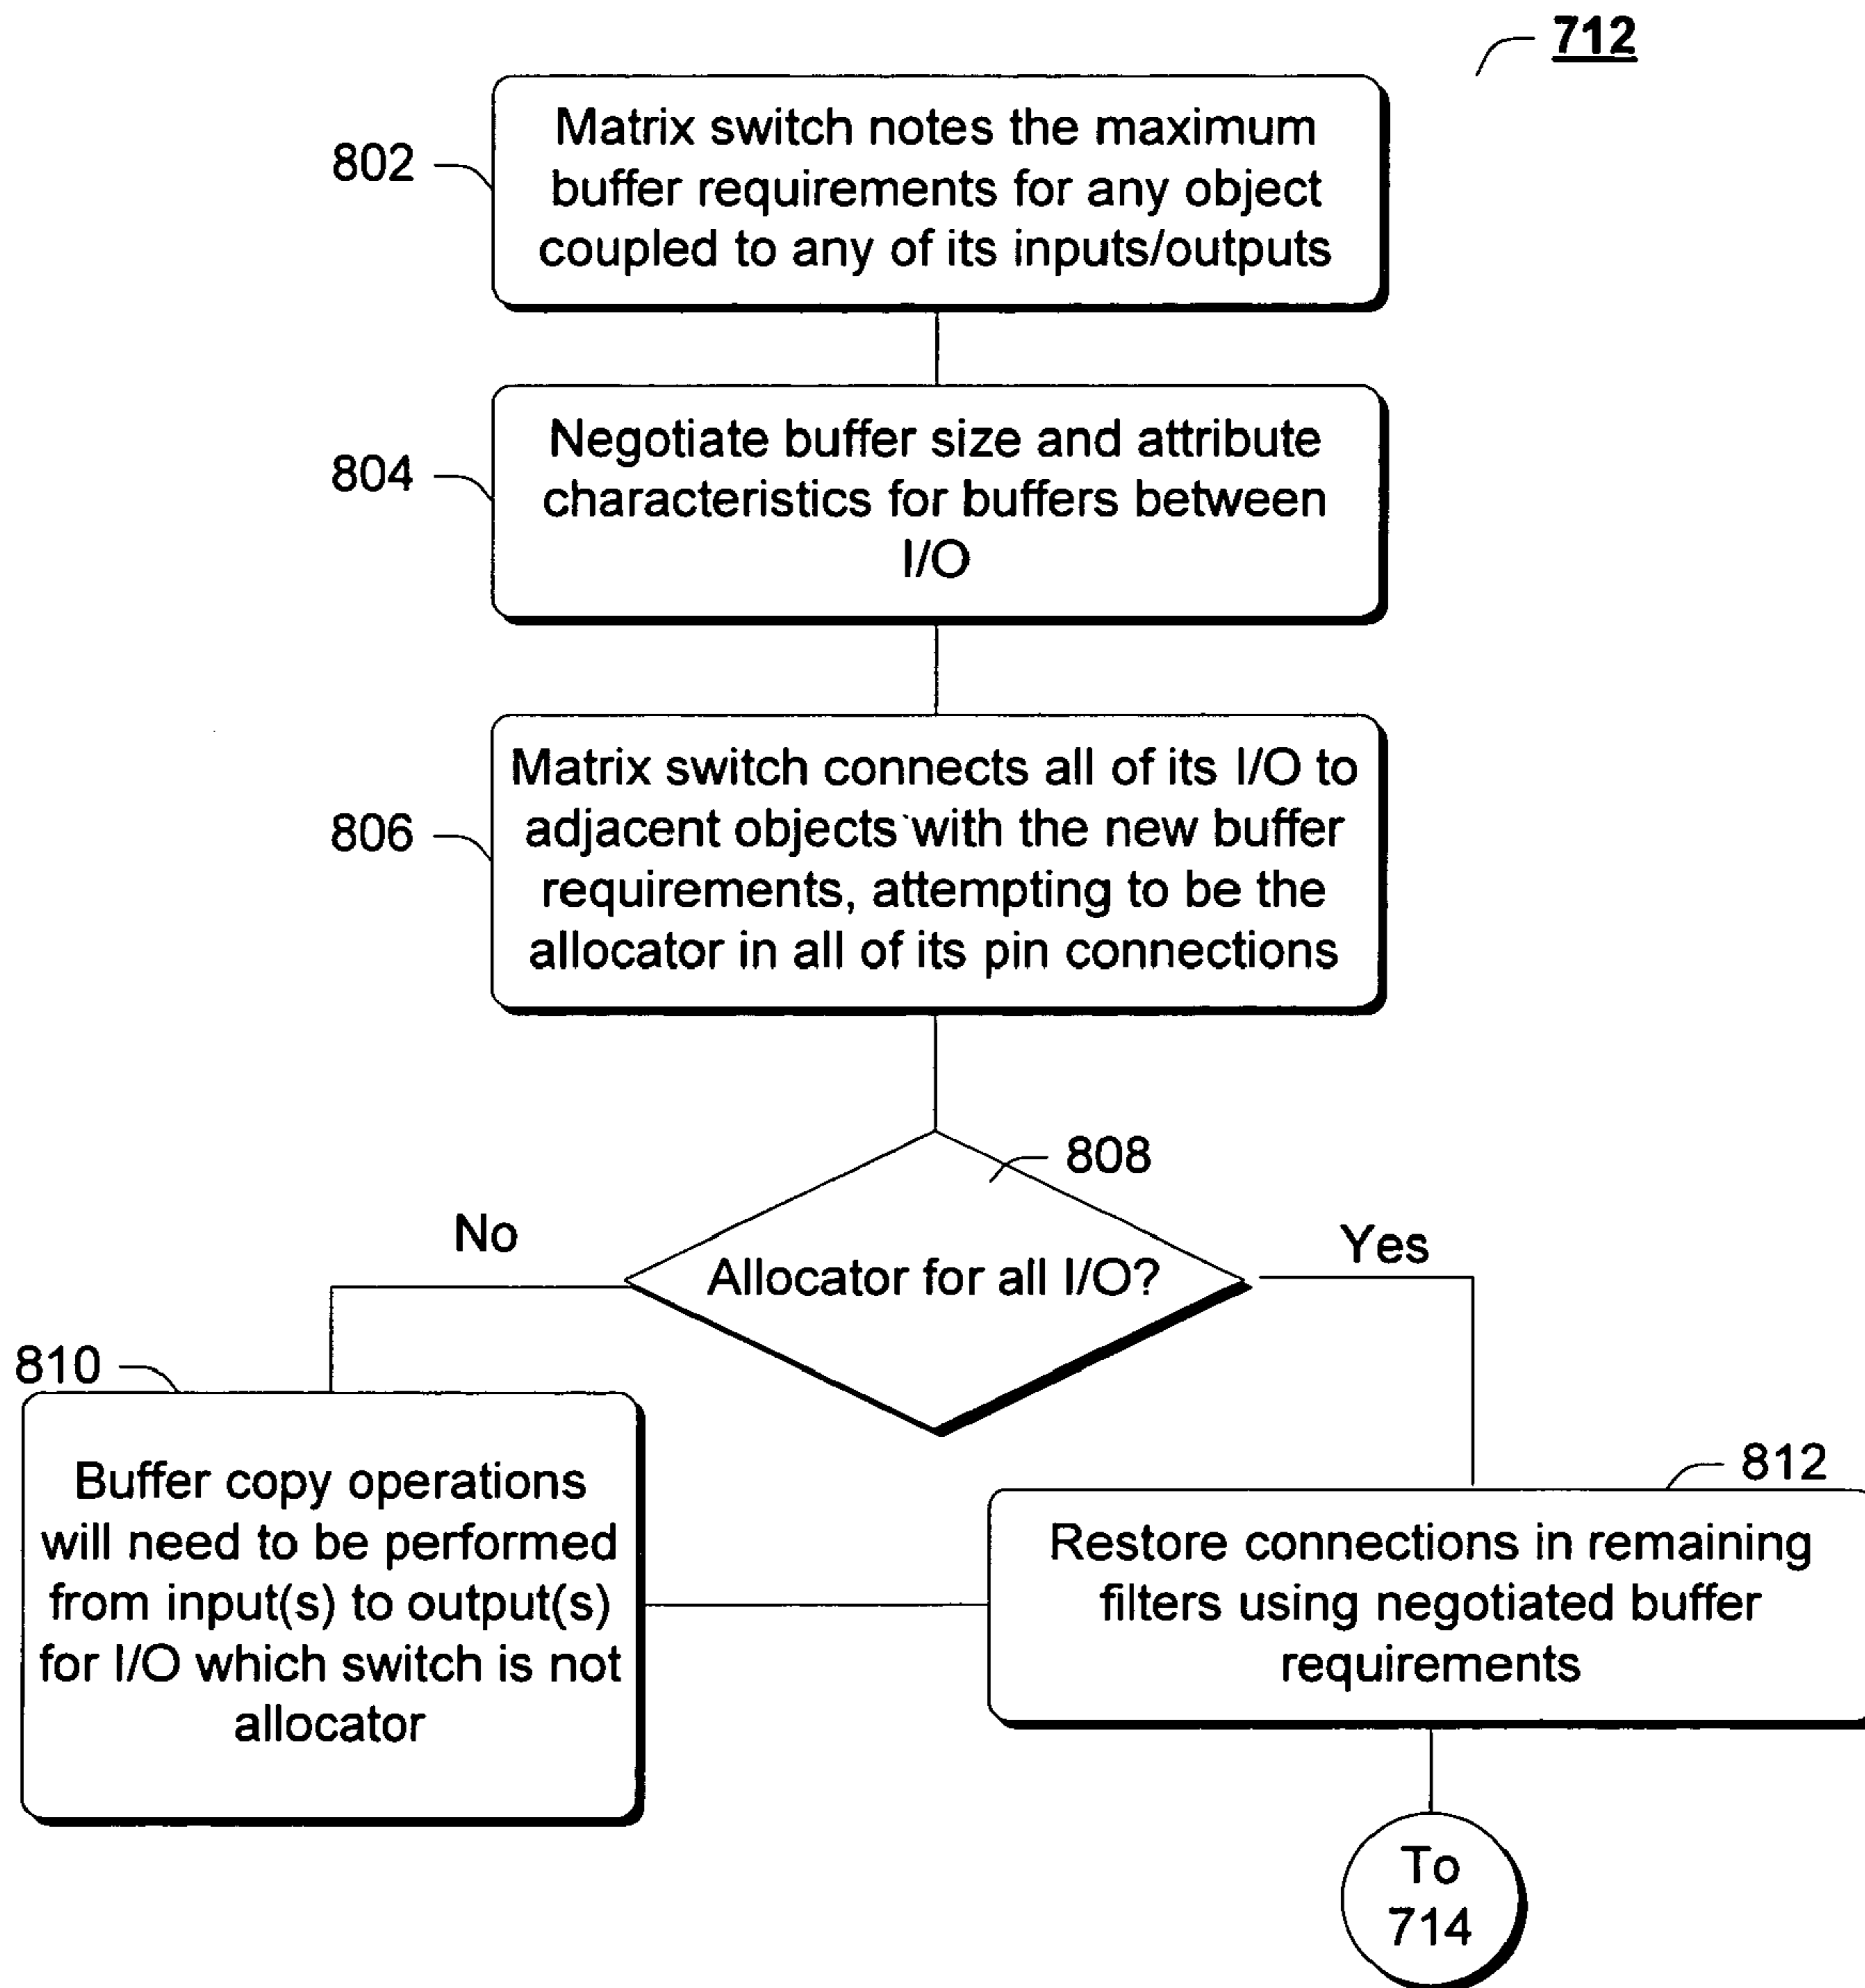 712
802
Matrix switch notes the maximum
buffer requirements for any object
coupled to any of its inputs/outputs
804
Negotiate buffer size and attribute
characteristics for buffers between
I/O
806
Matrix switch connects all of its I/O to
adjacent objects with the new buffer
requirements, attempting to be the
allocator in all of its pin connections
808
No
Allocator for all I/O?
Yes
810
Buffer copy operations
will need to be performed
from input(s) to output(s)
for I/O which switch is not
allocator
812
Restore connections in remaining
filters using negotiated buffer
requirements
To
714